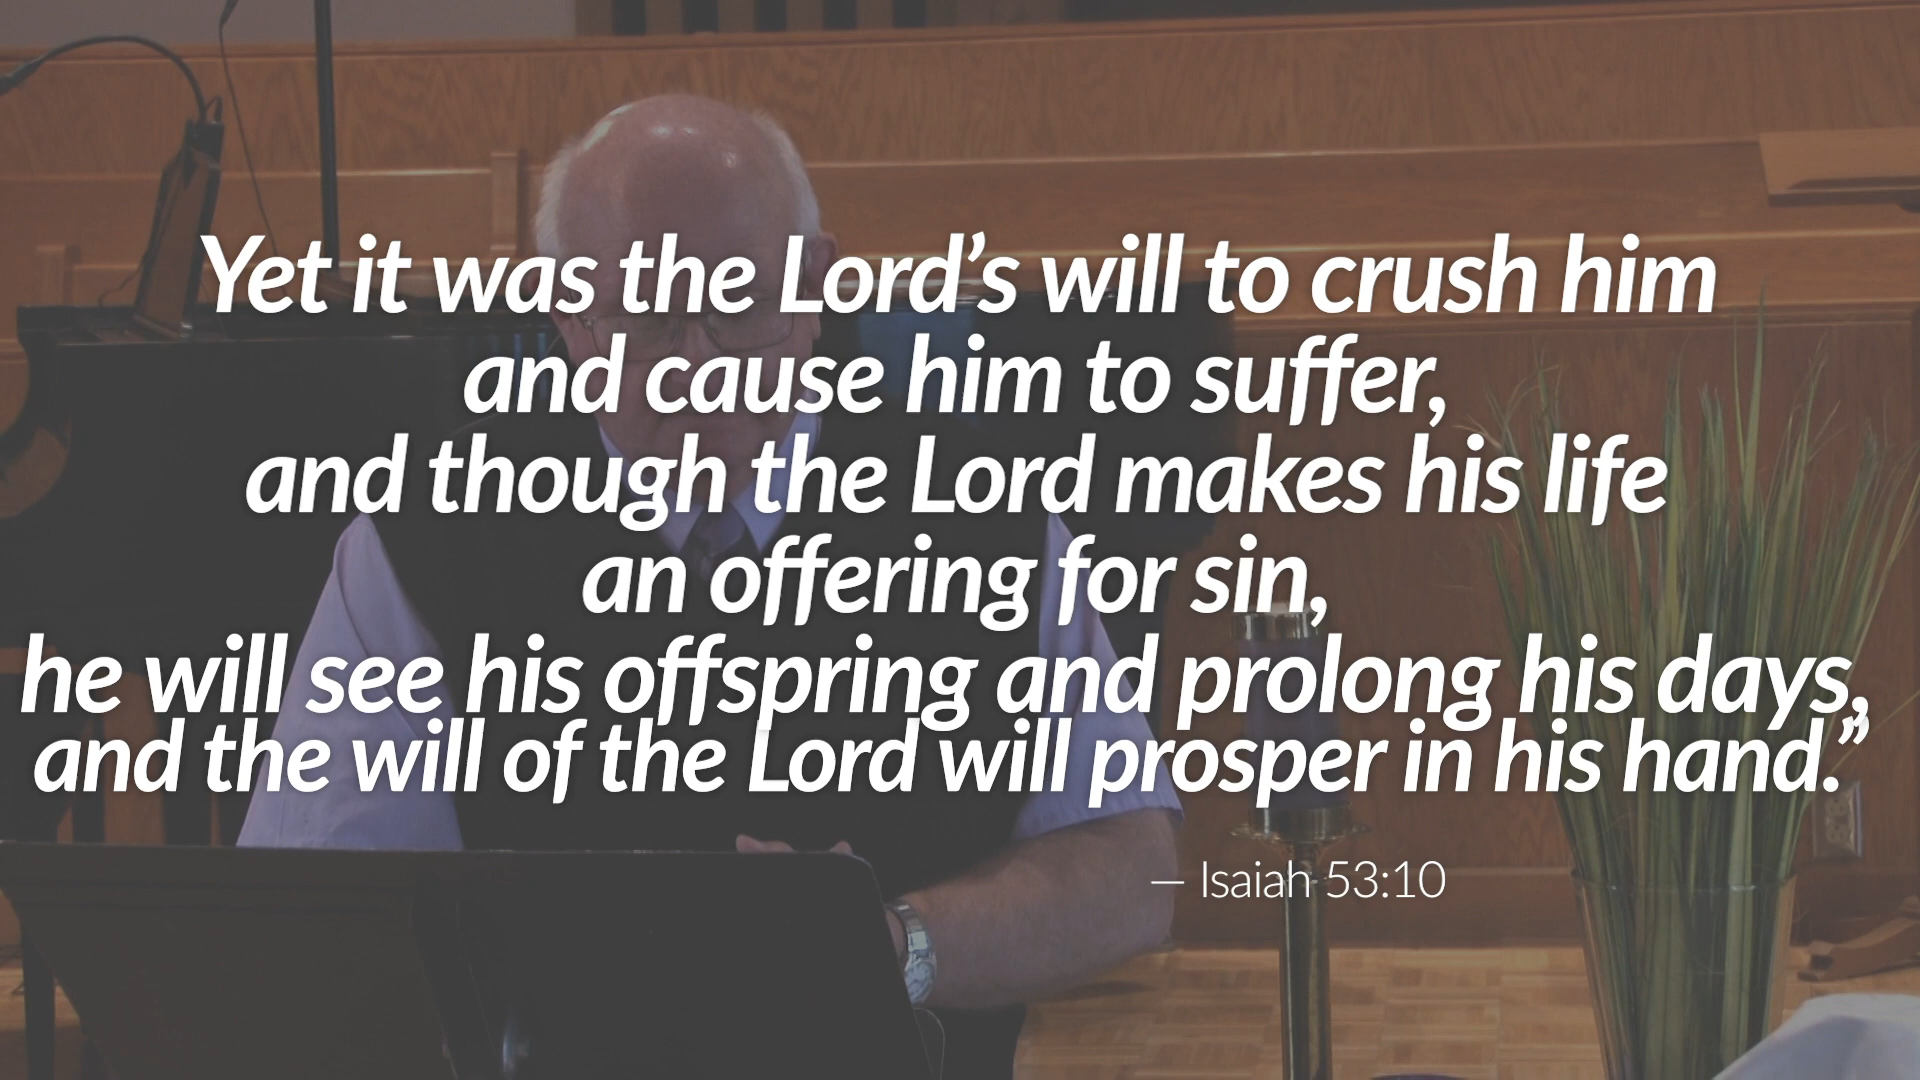 Yet it was the Lord’s will to crush him
and cause him to suffer,
and though the Lord makes his life
an offering for sin,
he will see his offspring and prolong his days,
and the will of the Lord will prosper in his hand.”
— Isaiah 53:10